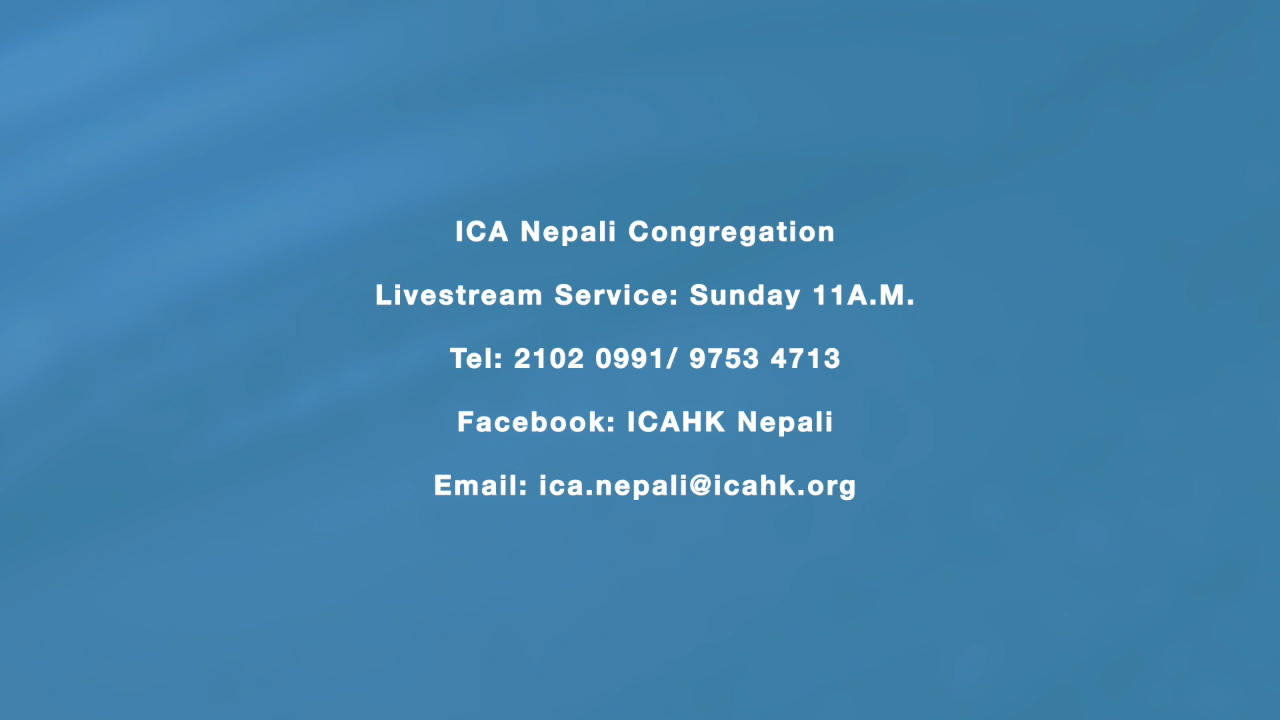 ICA Nepali Congregation
Livestream Service: Sunday 11A.M.
Tel: 2102 0991/ 9753 4713
Facebook: ICAHK Nepali
Email: ica.nepali@icahk.org